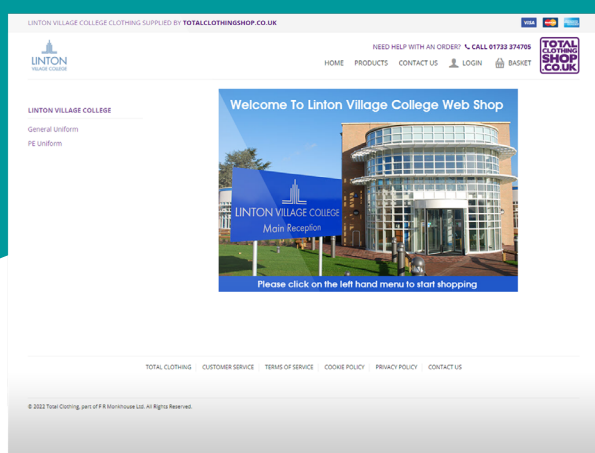 LINTON VILLAGE COLLEGE CLOTHING SUPPLIED BY TOTALCLOTHINGSHOP.CO.UK
VISA
NEED HELP WITH AN ORDER? CALL 01733 374705
TOTAL
CLOTHING
SHOP
.CO.UK
LINTON
VILLAGE COLLEGE
HOME PRODUCTS CONTACT US LOGIN BASKET
LINTON VILLAGE COLLEGE
General Uniform
PE Uniform
Welcome To Linton Village College Web Shop
LINTON VILLAGE COLLEGE
Main Reception
Please click on the left hand menu to start shopping
TOTAL CLOTHING CUSTOMER SERVICE TERMS OF SERVICE COOKIE POLICY PRIVACY POLICY CONTACT US
© 2022 Total Clothing, part of F R Monkhouse Ltd. All Rights Reserved.